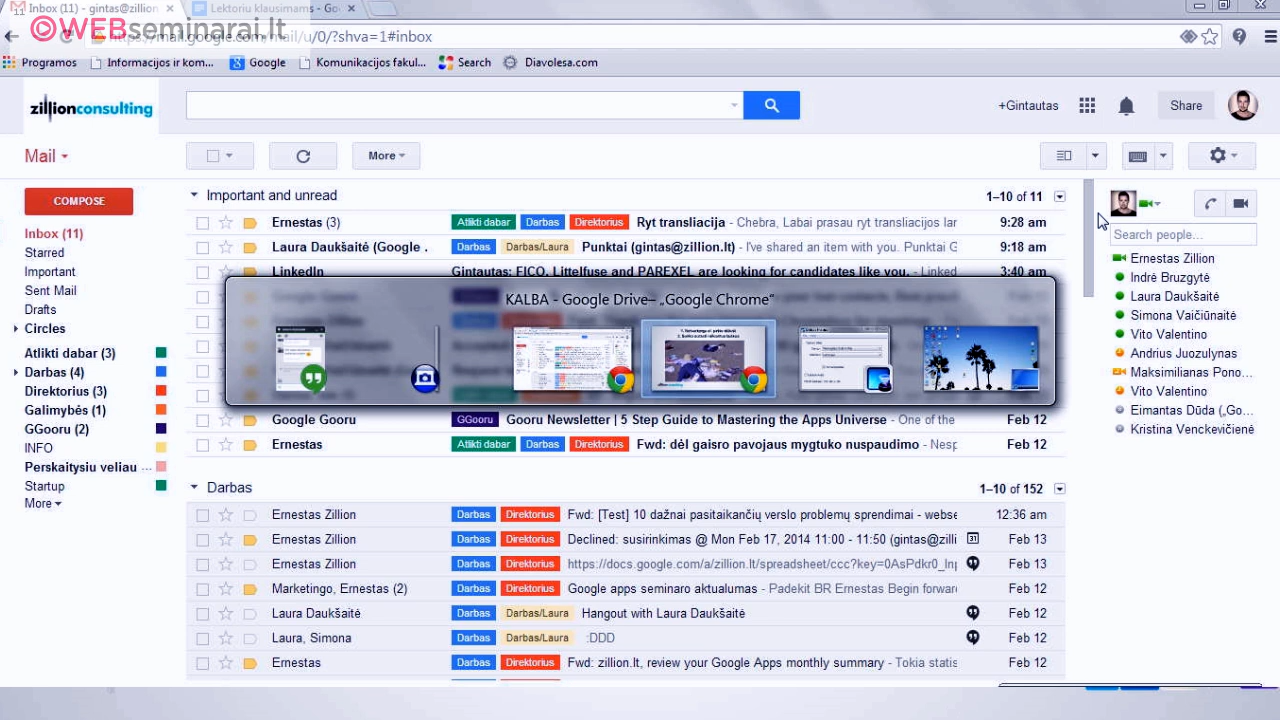 Inbox (11) - gintas@zillion
Lektoriu klausimams - Go
©WEBseminarai.lt
https://mail.google.com/mail/u/0/?shva=1#inbox
Programos
Informacijos ir kom...
Google
Komunikacijos fakul...
Search
Diavolesa.com
zillionconsulting
+Gintautas
Share
Mail
More
COMPOSE
Inbox (11)
Starred
Important
Sent Mail
Drafts
Circles
Atlikti dabar (3)
Darbas (4)
Direktorius (3)
Galimybės (1)
GGooru (2)
INFO
Perskaitysiu veliau ...
Startup
More
Important and unread 1–10 of 11
Ernestas (3) Atlikti dabar Darbas Direktorius Ryt transliacija - Chebra, Labai prasau ryt transliacijos lar 9:28 am
Laura Daukšaitė (Google . Darbas Darbas/Laura Punktai (gintas@zillion.lt) - I've shared an item with you. Punktai G 9:18 am
LinkedIn Gintautas: FICO, Littelfuse and PAREXEL are looking for candidates like you. - Linked 3:40 am
KALBA - Google Drive– „Google Chrome“
Google Gooru GGooru Gooru Newsletter | 5 Step Guide to Mastering the Apps Universe - One of the Feb 12
Ernestas Atlikti dabar Darbas Direktorius Fwd: dėl gaisro pavojaus mygtuko nuspaudimo - Nesp Feb 12
Darbas 1–10 of 152
Ernestas Zillion Darbas Direktorius Fwd: [Test] 10 dažnai pasitaikančių verslo problemų sprendimai - webse 12:36 am
Ernestas Zillion Darbas Direktorius Declined: susirinkimas @ Mon Feb 17, 2014 11:00 - 11:50 (gintas@zilli Feb 13
Ernestas Zillion Darbas Direktorius https://docs.google.com/a/zillion.lt/spreadsheet/ccc?key=0AsPdkr0_lnp Feb 13
Marketingo, Ernestas (2) Darbas Direktorius Google apps seminaro aktualumas - Padekit BR Ernestas Begin forward Feb 12
Laura Daukšaitė Darbas Darbas/Laura Hangout with Laura Daukšaitė Feb 12
Laura, Simona Darbas Darbas/Laura :DDD Feb 12
Ernestas Darbas Direktorius Fwd: zillion.lt, review your Google Apps monthly summary - Tokia statis Feb 12
Search people...
Ernestas Zillion
Indrė Bruzgytė
Laura Daukšaitė
Simona Vaičiūnaitė
Vito Valentino
Andrius Juozulynas
Maksimilianas Pono...
Vito Valentino
Eimantas Dūda („Go...
Kristina Venckevičienė